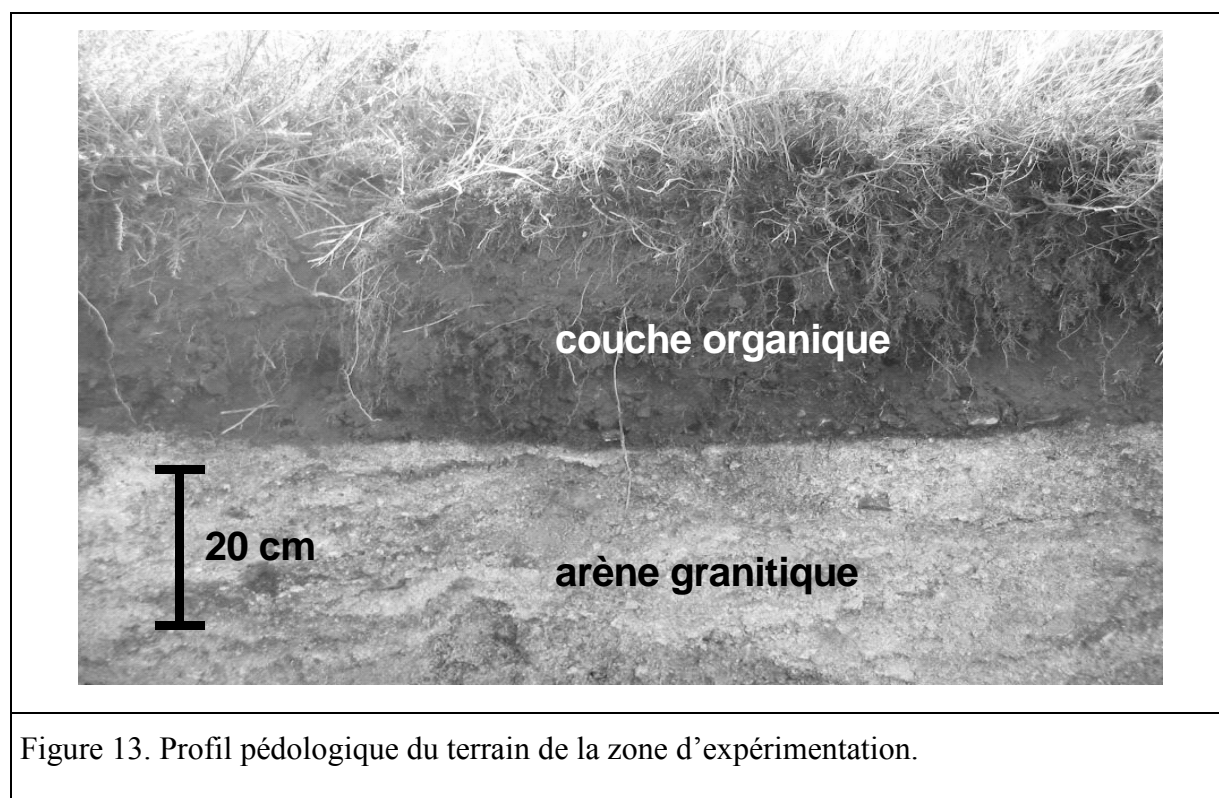 couche organique
20 cm
arène granitique
Figure 13. Profil pédologique du terrain de la zone d’expérimentation.